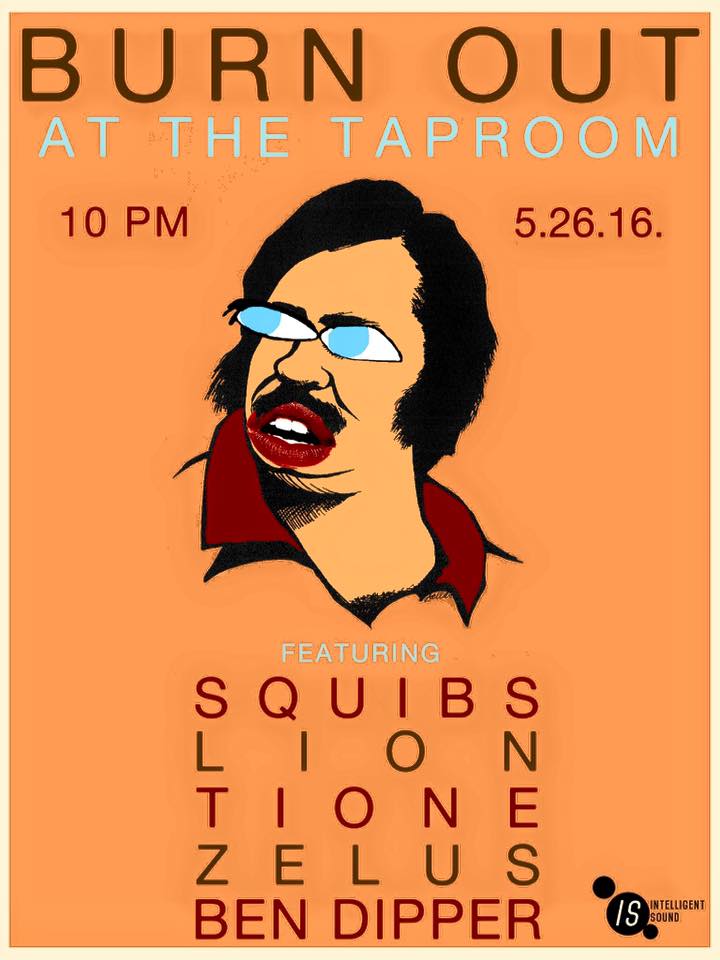 BURN OUT
AT THE TAPROOM
10 PM
5.26.16.
FEATURING
SQUIBS
LION
TIONE
ZELUS
BEN DIPPER
IS
INTELLIGENT
SOUND